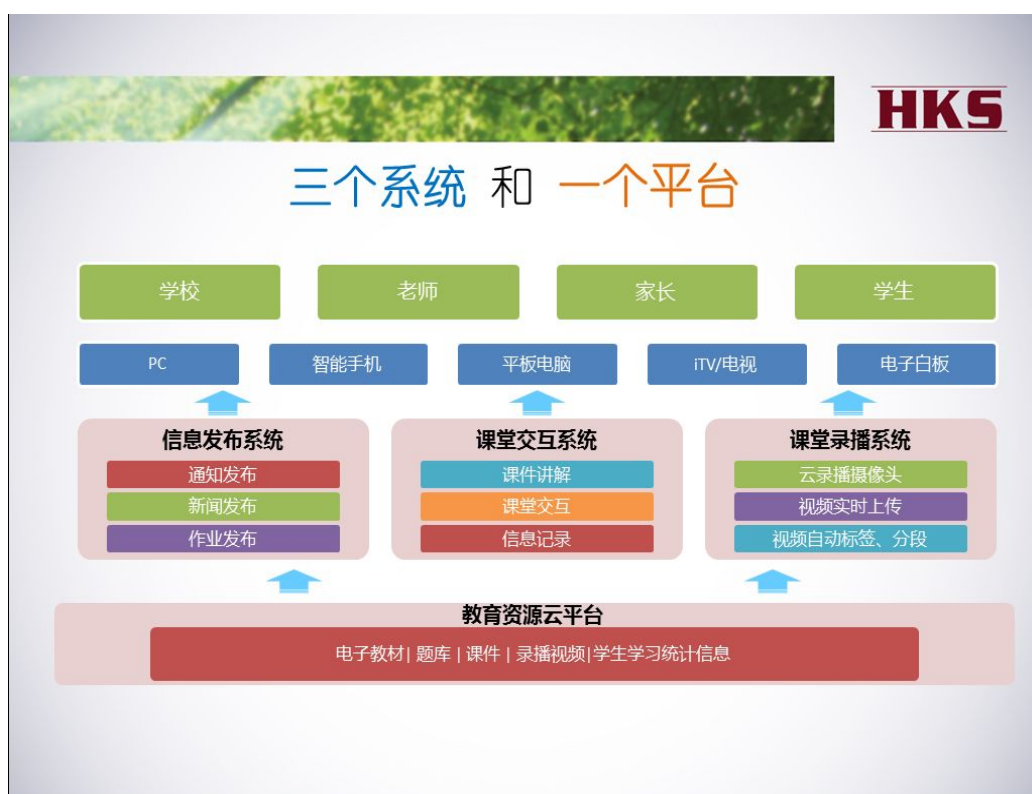 HKS
三个系统 和 一个平台
学校 老师 家长 学生
PC 智能手机 平板电脑 iTV/电视 电子白板
信息发布系统
通知发布
新闻发布
作业发布
课堂交互系统
课件讲解
课堂交互
信息记录
课堂录播系统
云录播摄像头
视频实时上传
视频自动标签、分段
教育资源云平台
电子教材| 题库 | 课件 | 录播视频|学生学习统计信息